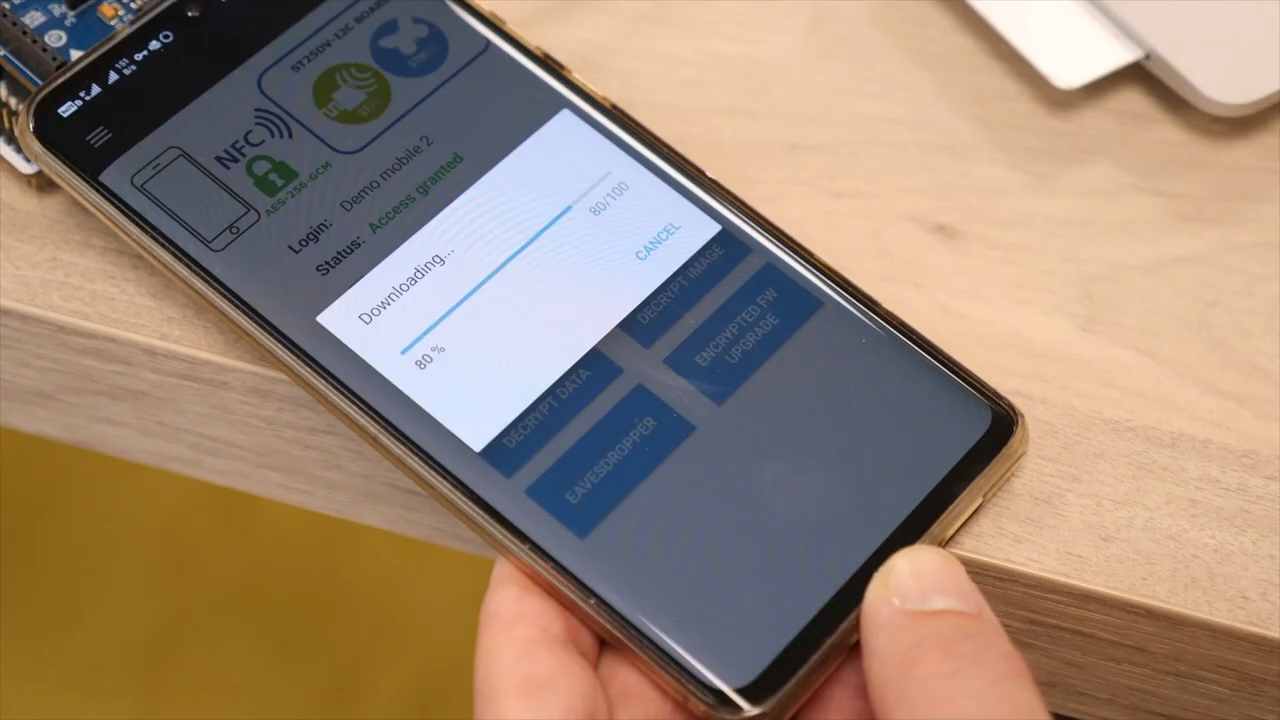 151
B/s
ST25DV-I2C BOARD
NFC
AES-256-GCM
Login: Demo mobile 2
Status: Access granted
Downloading...
80 %
80/100
CANCEL
DECRYPT IMAGE
DECRYPT DATA
ENCRYPTED FW
UPGRADE
EAVESDROPPER